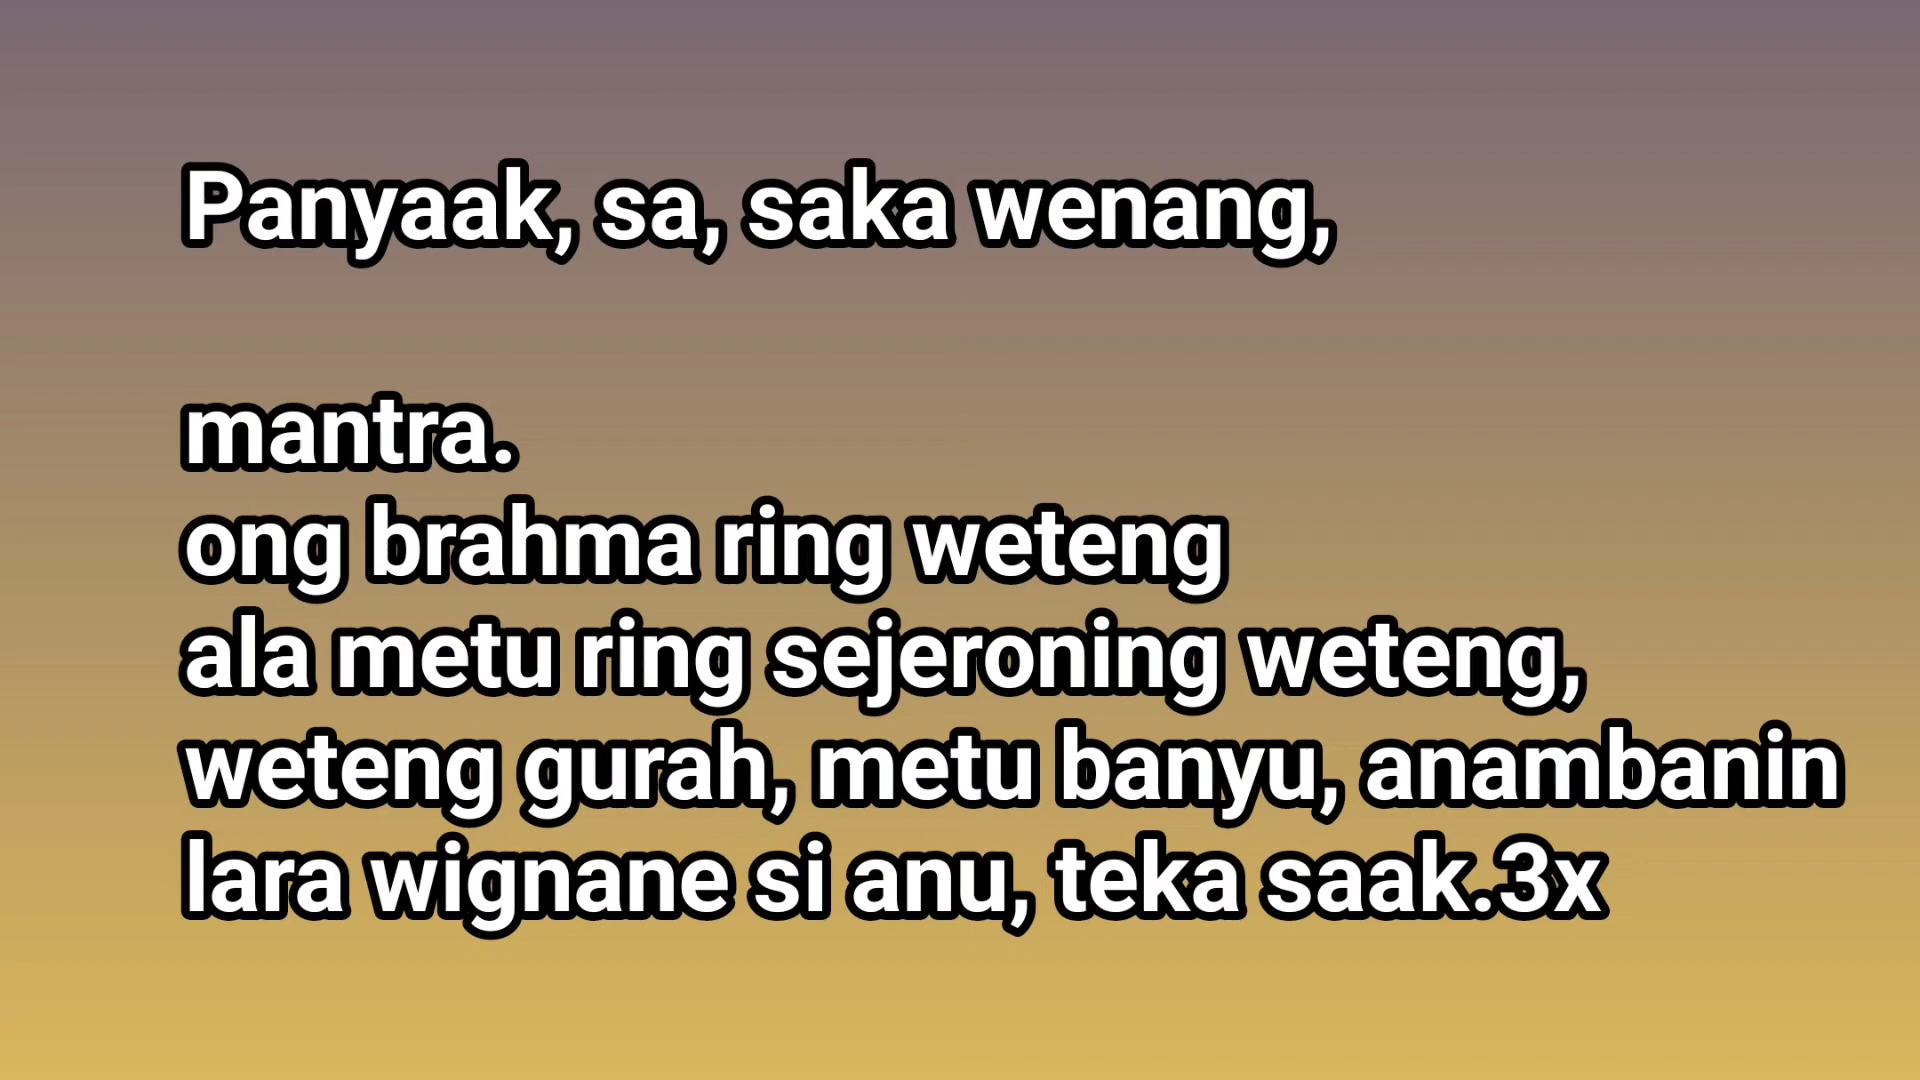 Panyaak, sa, saka wenang,
mantra.
ong brahma ring weteng
ala metu ring sejeroning weteng,
weteng gurah, metu banyu, anambanin
lara wignane si anu, teka saak.3x